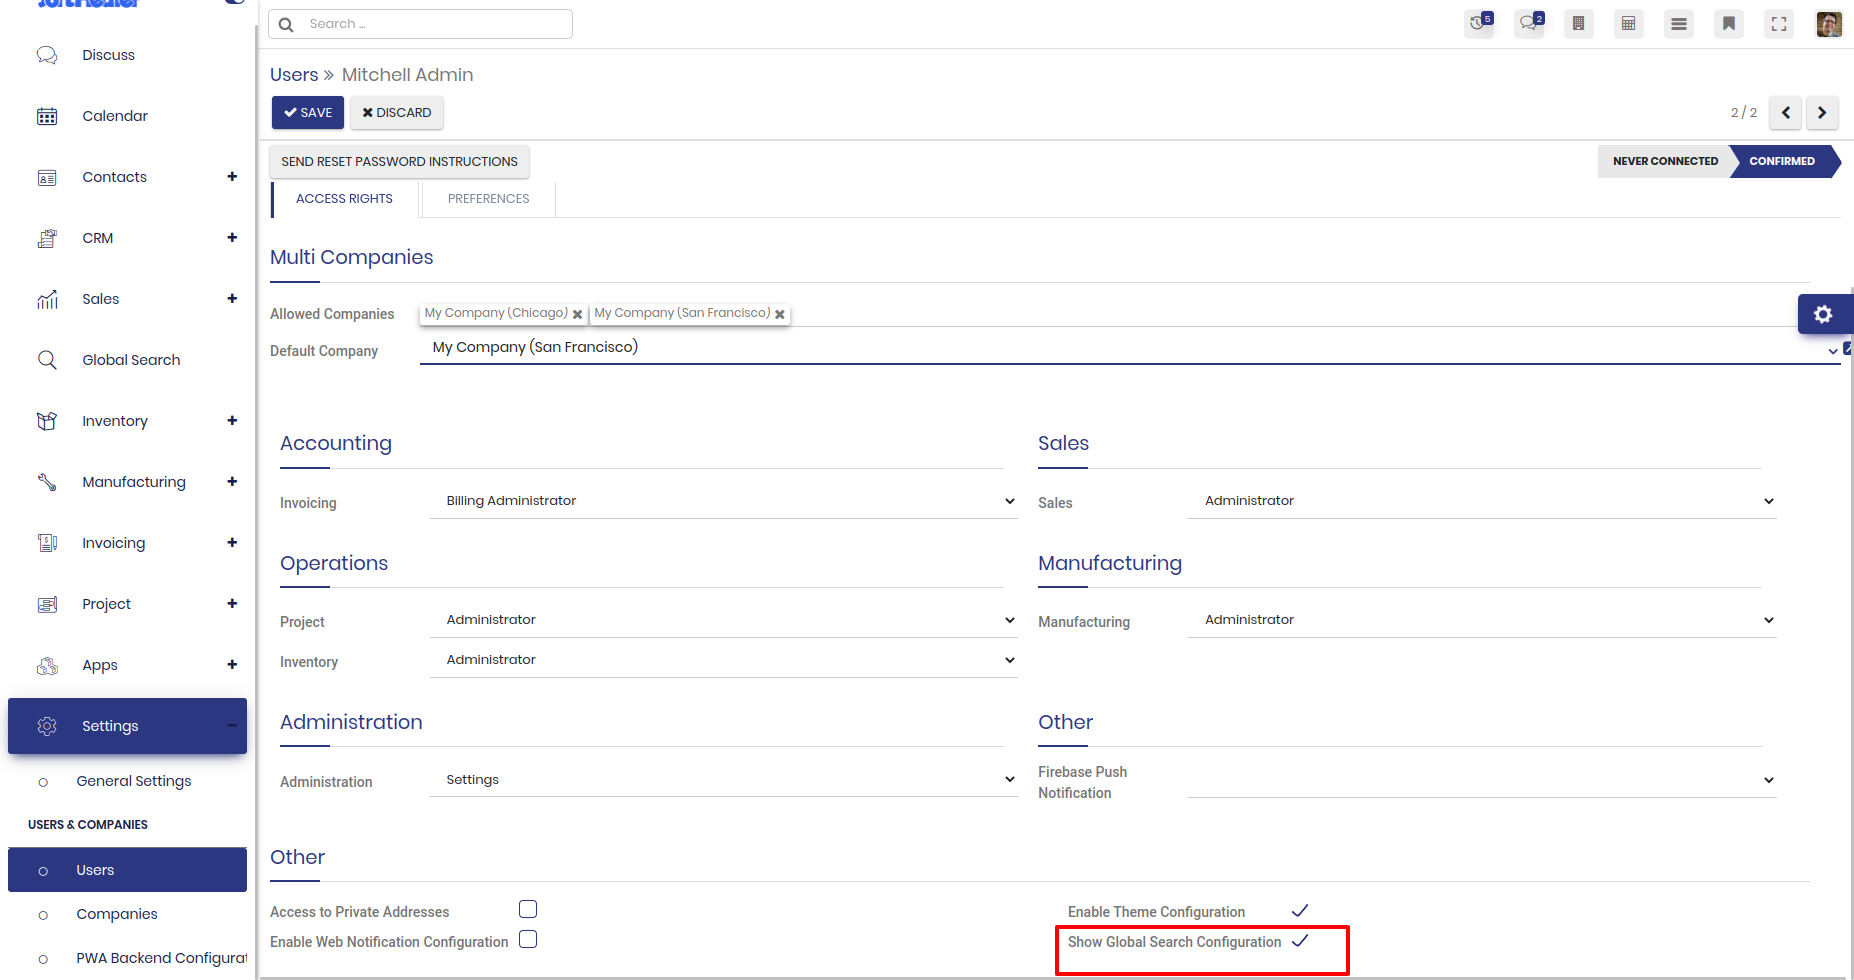 Search ...
5
2
Discuss
Calendar
Contacts
CRM
Sales
Global Search
Inventory
Manufacturing
Invoicing
Project
Apps
Settings
General Settings
USERS & COMPANIES
Users
Companies
PWA Backend Configurat
Users » Mitchell Admin
SAVE
DISCARD
2 / 2
SEND RESET PASSWORD INSTRUCTIONS
NEVER CONNECTED
CONFIRMED
ACCESS RIGHTS
PREFERENCES
Multi Companies
Allowed Companies
My Company (Chicago)
My Company (San Francisco)
Default Company
My Company (San Francisco)
Accounting
Invoicing
Billing Administrator
Sales
Sales
Administrator
Operations
Project
Administrator
Inventory
Administrator
Manufacturing
Manufacturing
Administrator
Administration
Administration
Settings
Other
Firebase Push
Notification
Other
Access to Private Addresses
Enable Theme Configuration
Enable Web Notification Configuration
Show Global Search Configuration